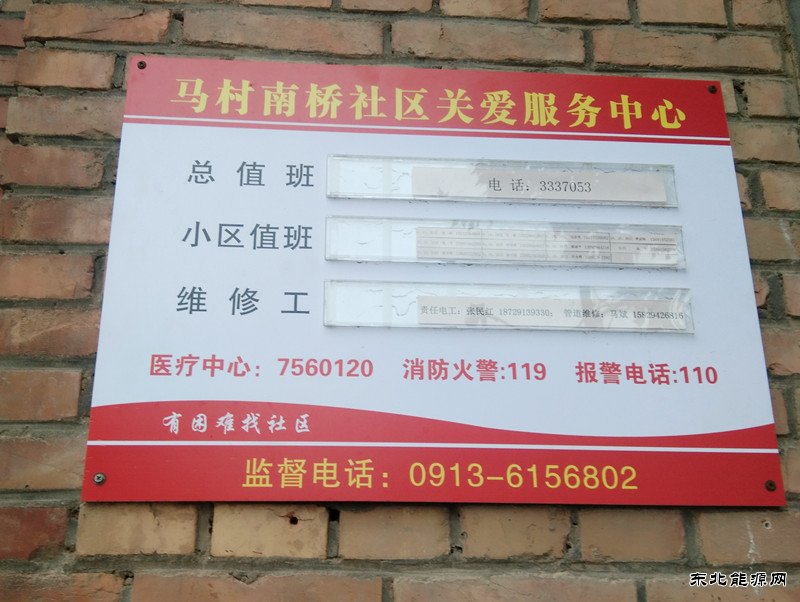 马村南桥社区关爱服务中心
总值班
电话：3337053
小区值班
维修工
责任电工：张民红 18729139330； 管道维修：马斌 15829426816
医疗中心：7560120 消防火警:119 报警电话:110
有困难找社区
监督电话：0913-6156802
东北能源网